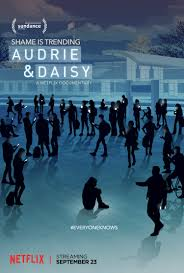 sundance
SHAME IS TRENDING
AUDRIE
& DAISY
A NETFLIX DOCUMENTARY
#EVERYONEKNOWS
NETFLIX
STREAMING
SEPTEMBER 23